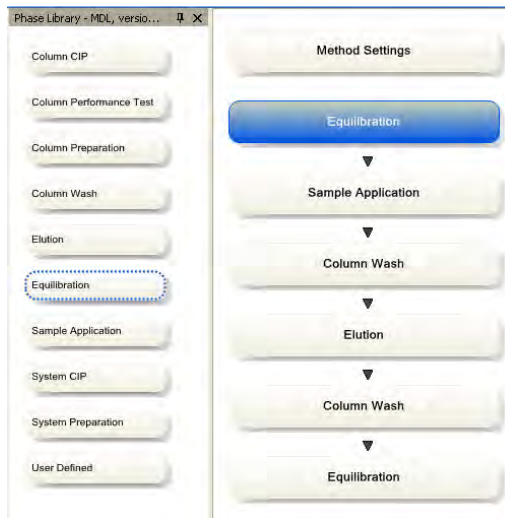 Phase Library - MDL, versio...
Column CIP
Column Performance Test
Column Preparation
Column Wash
Elution
Equilibration
Sample Application
System CIP
System Preparation
User Defined
Method Settings
Equilibration
Sample Application
Column Wash
Elution
Column Wash
Equilibration